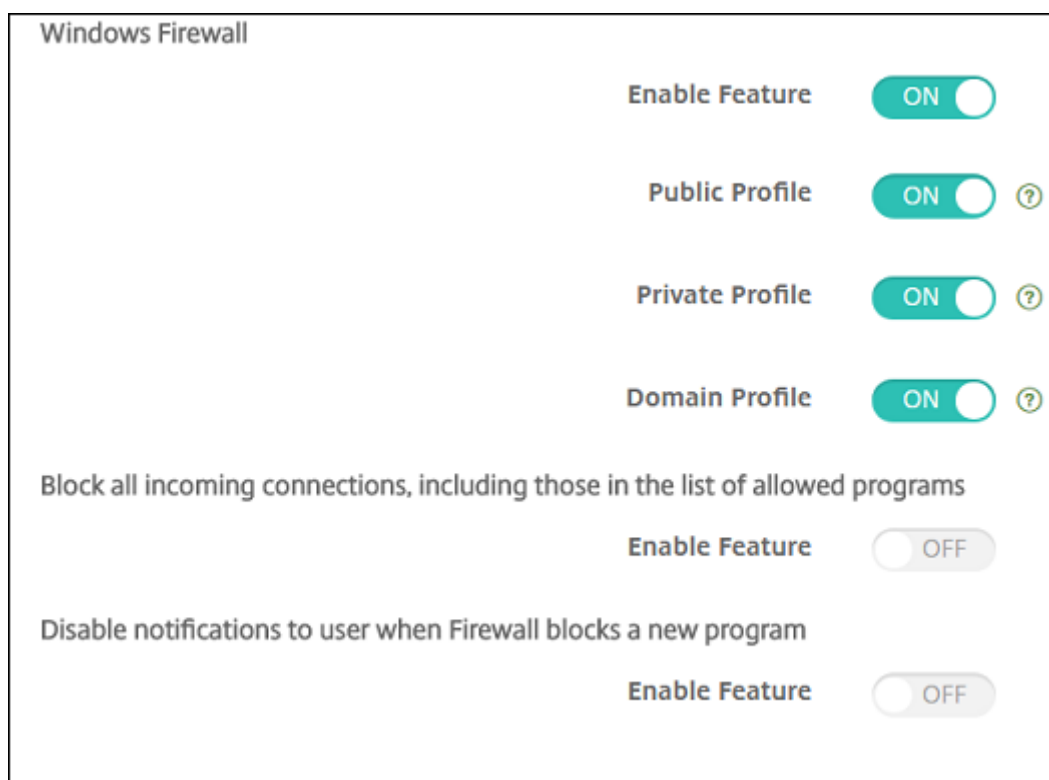 Windows Firewall
Enable Feature ON
Public Profile ON ?
Private Profile ON ?
Domain Profile ON ?
Block all incoming connections, including those in the list of allowed programs
Enable Feature OFF
Disable notifications to user when Firewall blocks a new program
Enable Feature OFF